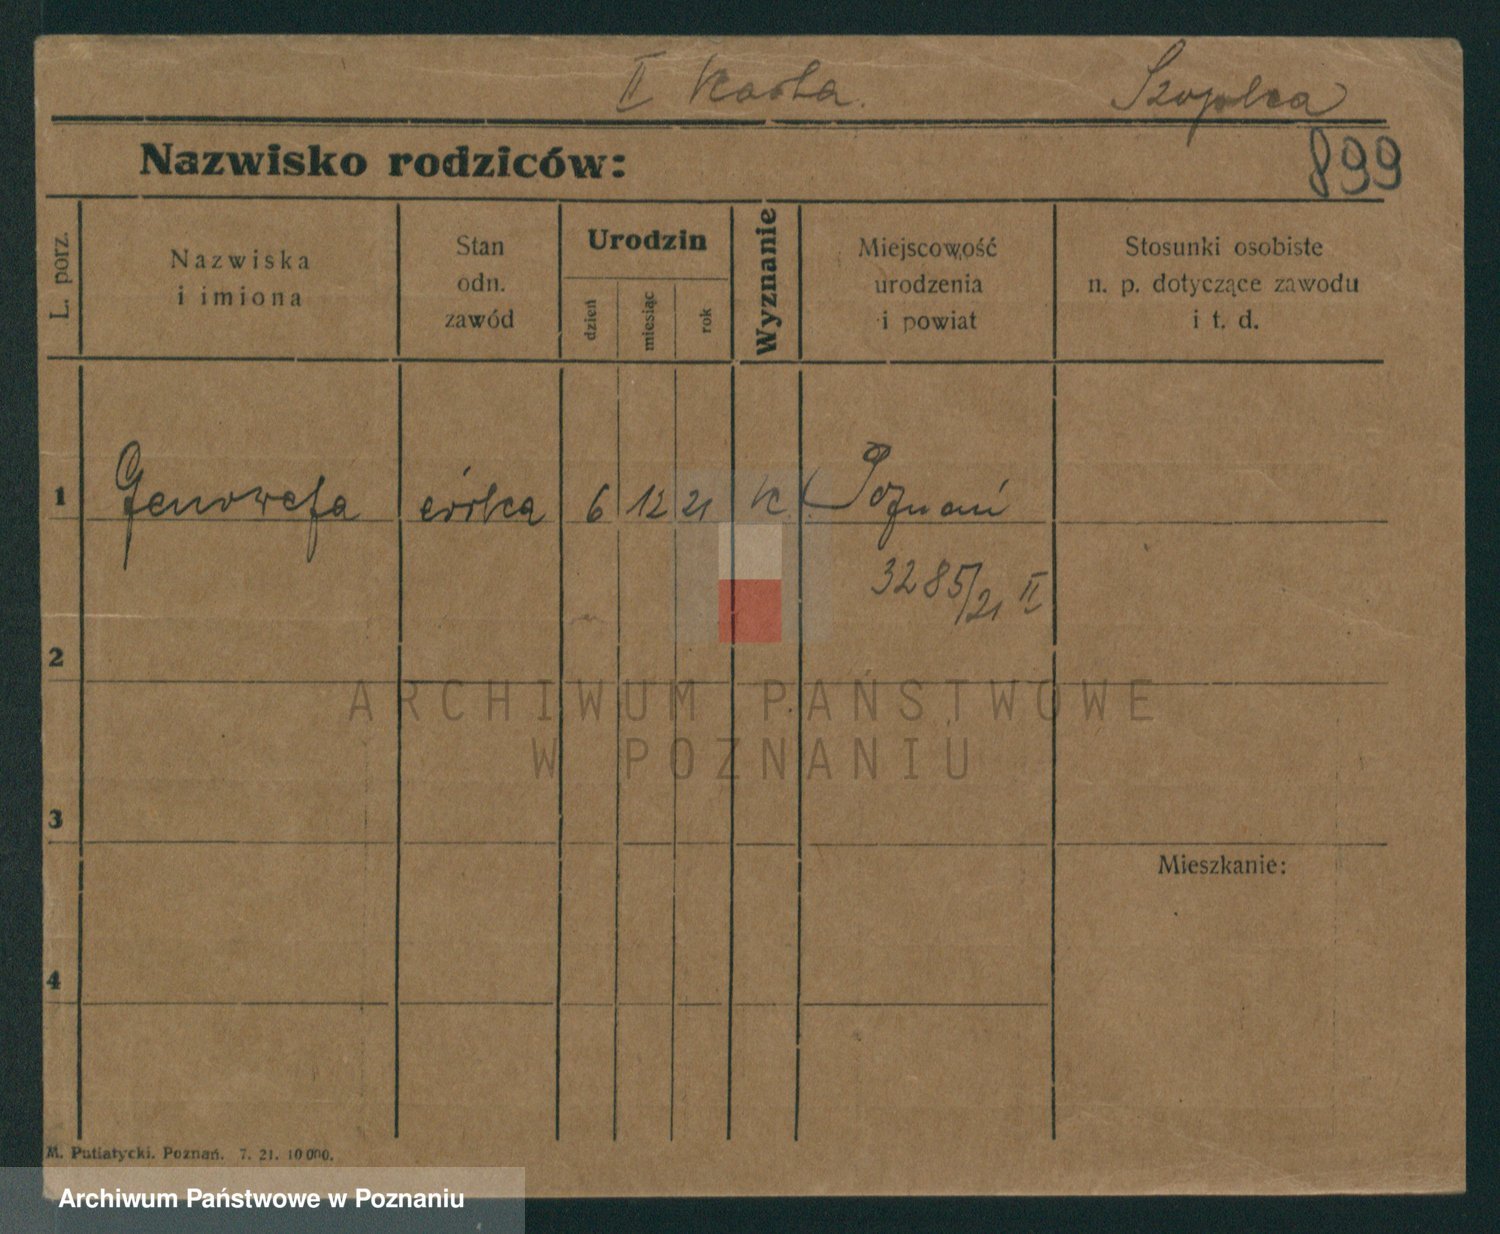 II Karta. Szopka
Nazwisko rodziców:
899
L. porz.
Nazwiska
i imiona
Stan
odn.
zawód
Urodzin
dzień
miesiąc
rok
Wyznanie
Miejscowość
urodzenia
i powiat
Stosunki osobiste
n. p. dotyczące zawodu
i t. d.
1 Genowefa córka 6 12 21 K. Poznań
3285/21 II
2
ARCHIWUM PAŃSTWOWE
W POZNANIU
3
Mieszkanie:
4
M. Putiatycki. Poznań. 7. 21. 10 000.
Archiwum Państwowe w Poznaniu